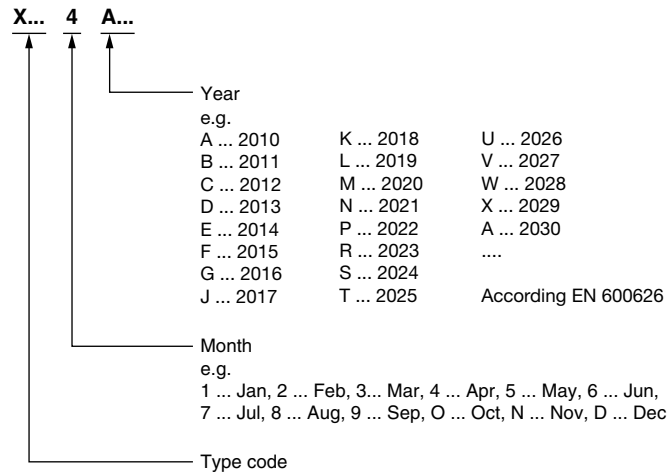 X... 4 A...
Year
e.g.
A ... 2010 K ... 2018 U ... 2026
B ... 2011 L ... 2019 V ... 2027
C ... 2012 M ... 2020 W ... 2028
D ... 2013 N ... 2021 X ... 2029
E ... 2014 P ... 2022 A ... 2030
F ... 2015 R ... 2023 ....
G ... 2016 S ... 2024
J ... 2017 T ... 2025 According EN 600626
Month
e.g.
1 ... Jan, 2 ... Feb, 3... Mar, 4 ... Apr, 5 ... May, 6 ... Jun,
7 ... Jul, 8 ... Aug, 9 ... Sep, O ... Oct, N ... Nov, D ... Dec
Type code